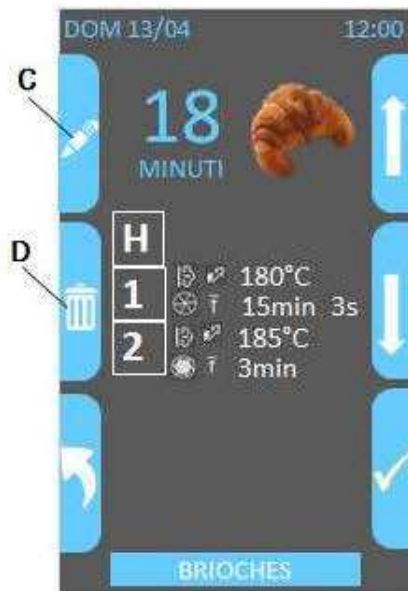 DOM 13/04 12:00
C
18
MINUTI
D
H
1
180°C
15min 3s
2
185°C
3min
BRIOCHES